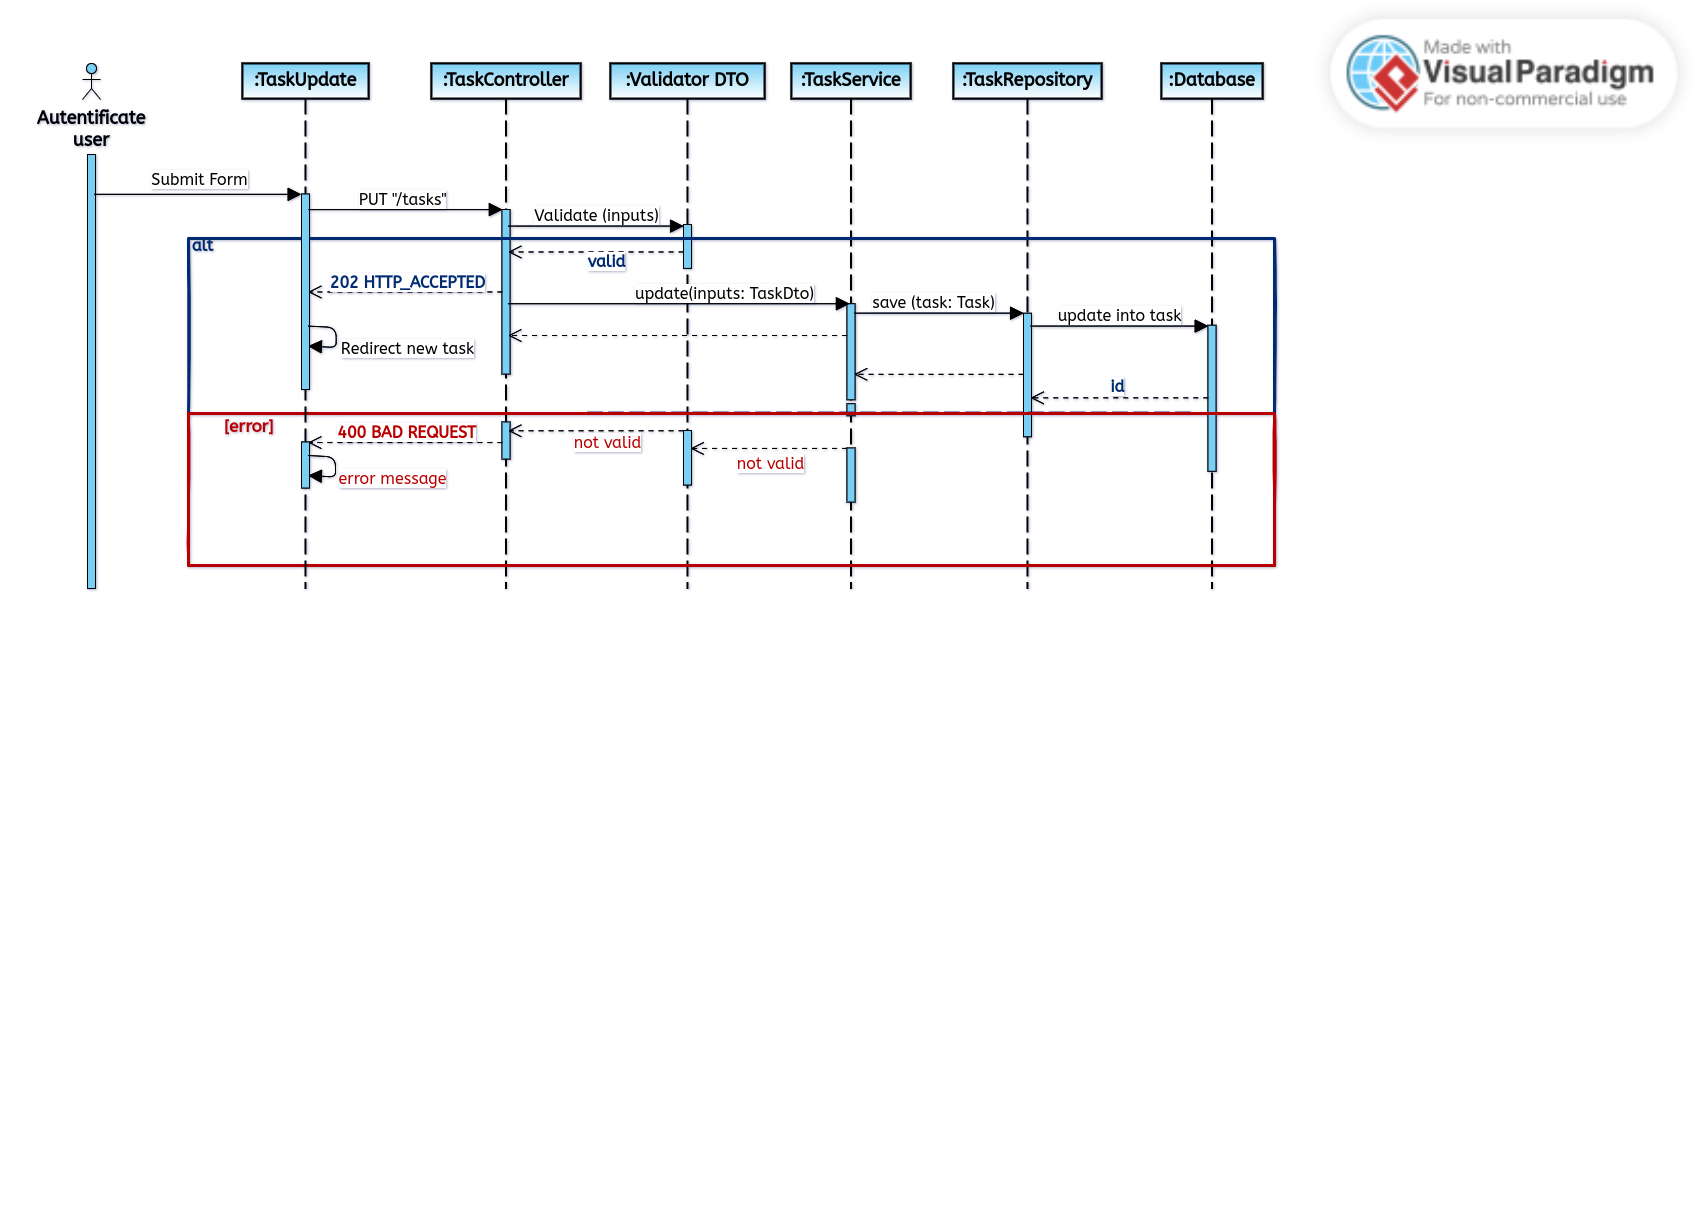 Made with
Visual Paradigm
For non-commercial use
:TaskUpdate
:TaskController
:Validator DTO
:TaskService
:TaskRepository
:Database
Autentificate
user
Submit Form
PUT "/tasks"
Validate (inputs)
alt
valid
202 HTTP_ACCEPTED
update(inputs: TaskDto)
save (task: Task)
update into task
Redirect new task
id
[error]
400 BAD REQUEST
not valid
not valid
error message